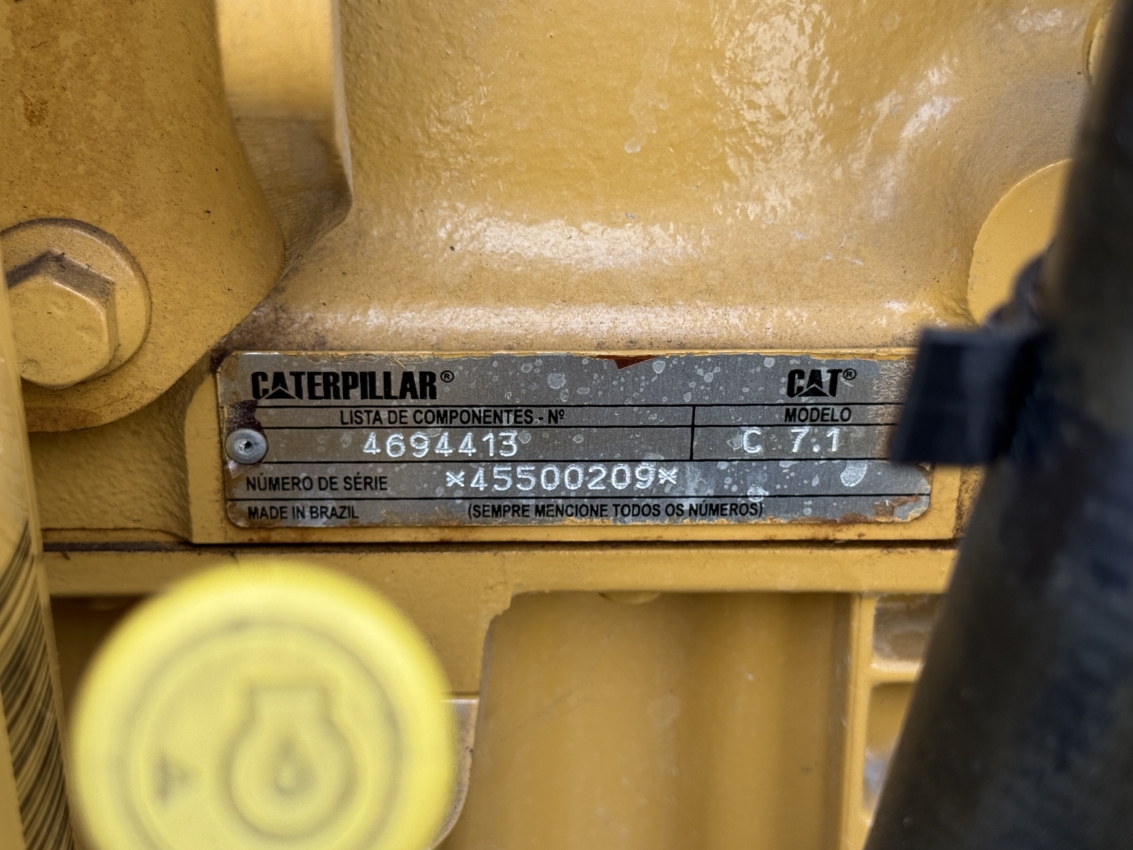 CATERPILLAR® CAT®
LISTA DE COMPONENTES - Nº MODELO
4694413 C 7.1
NÚMERO DE SÉRIE *45500209*
MADE IN BRAZIL (SEMPRE MENCIONE TODOS OS NÚMEROS)